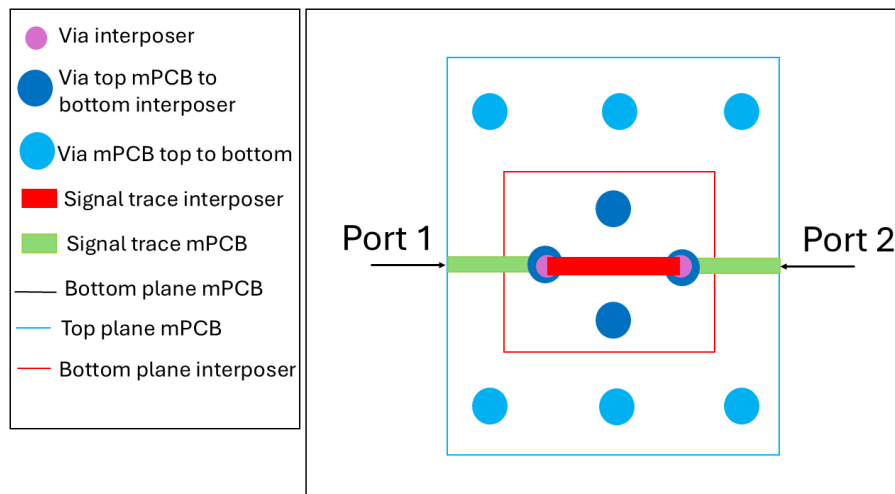 Via interposer
Via top mPCB to
bottom interposer
Via mPCB top to bottom
Signal trace interposer
Signal trace mPCB
Bottom plane mPCB
Top plane mPCB
Bottom plane interposer
Port 1
Port 2